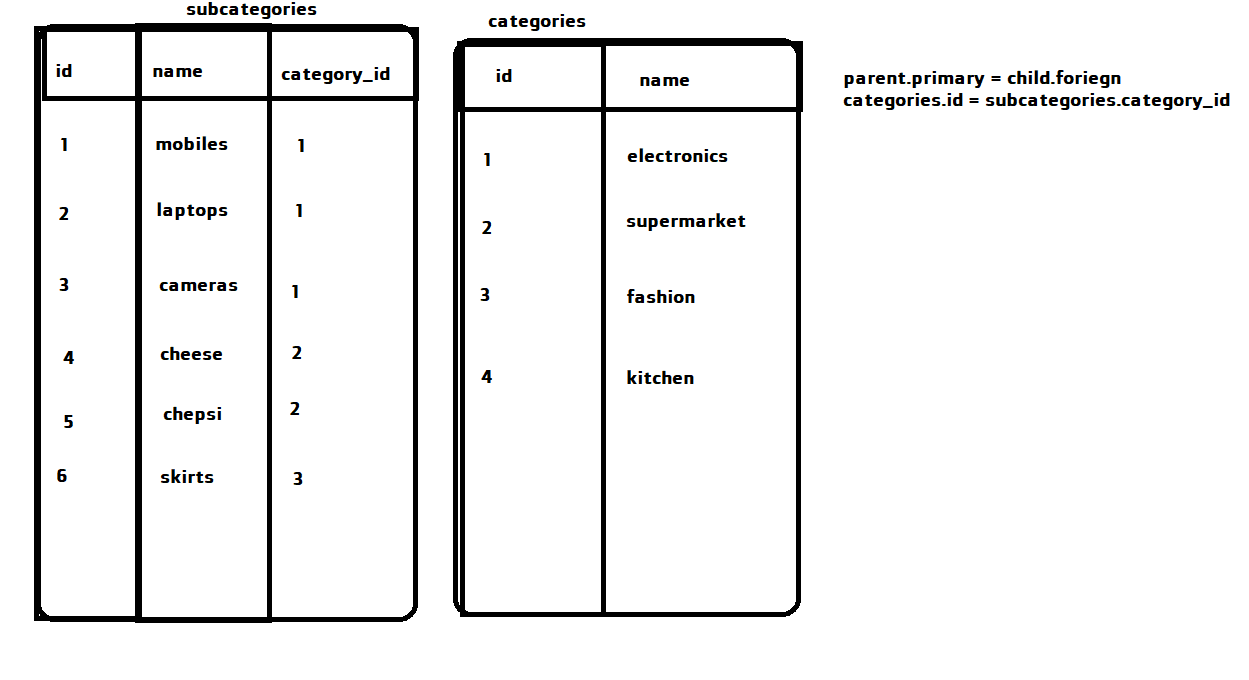 subcategories
id name category_id
1 mobiles 1
2 laptops 1
3 cameras 1
4 cheese 2
5 chepsi 2
6 skirts 3
categories
id name
1 electronics
2 supermarket
3 fashion
4 kitchen
parent.primary = child.foriegn
categories.id = subcategories.category_id